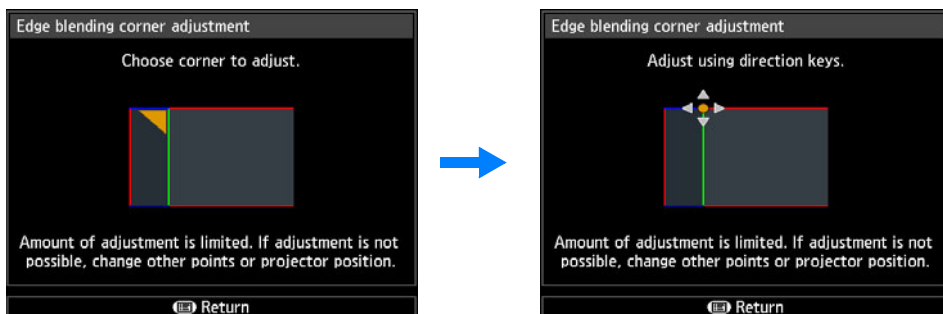 Edge blending corner adjustment
Choose corner to adjust.
Amount of adjustment is limited. If adjustment is not
possible, change other points or projector position.
Return
Edge blending corner adjustment
Adjust using direction keys.
Amount of adjustment is limited. If adjustment is not
possible, change other points or projector position.
Return